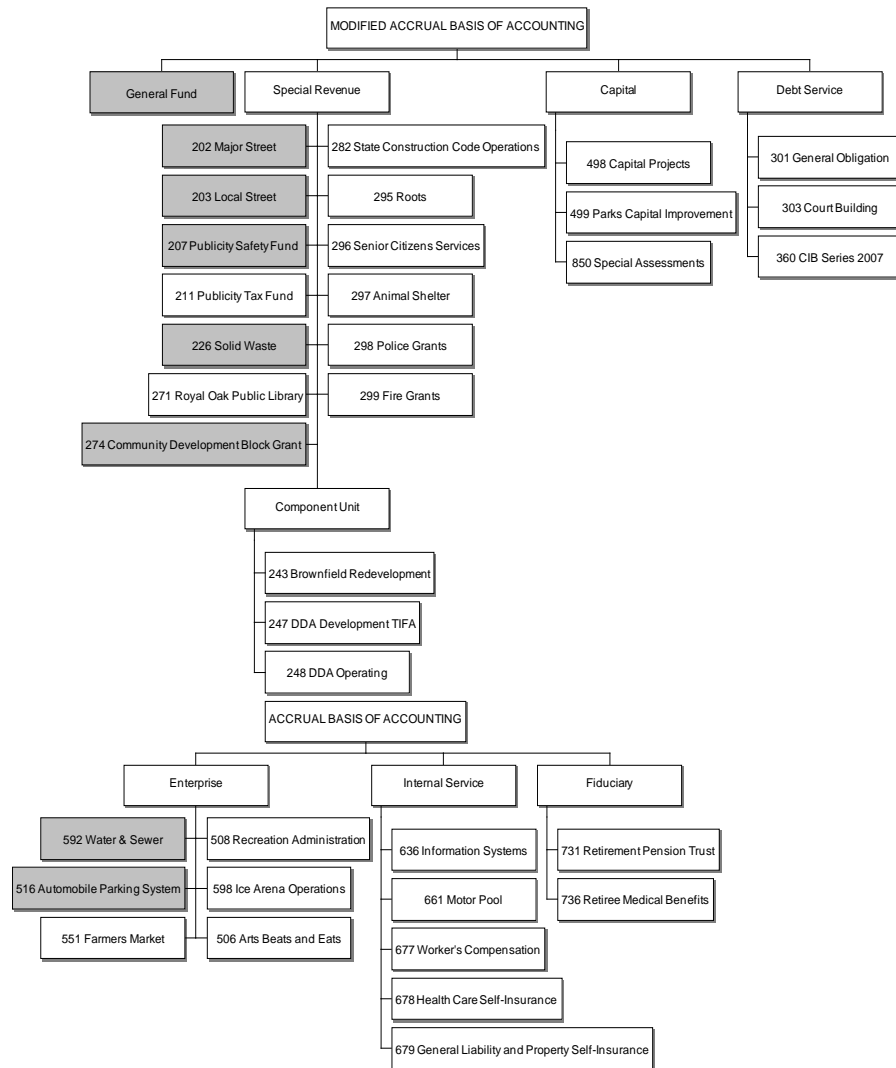 MODIFIED ACCRUAL BASIS OF ACCOUNTING
General Fund
Special Revenue
Capital
Debt Service
202 Major Street
282 State Construction Code Operations
203 Local Street
295 Roots
207 Publicity Safety Fund
296 Senior Citizens Services
211 Publicity Tax Fund
297 Animal Shelter
226 Solid Waste
298 Police Grants
271 Royal Oak Public Library
299 Fire Grants
274 Community Development Block Grant
498 Capital Projects
499 Parks Capital Improvement
850 Special Assessments
301 General Obligation
303 Court Building
360 CIB Series 2007
Component Unit
243 Brownfield Redevelopment
247 DDA Development TIFA
248 DDA Operating
ACCRUAL BASIS OF ACCOUNTING
Enterprise
Internal Service
Fiduciary
592 Water & Sewer
508 Recreation Administration
516 Automobile Parking System
598 Ice Arena Operations
551 Farmers Market
506 Arts Beats and Eats
636 Information Systems
661 Motor Pool
677 Worker's Compensation
678 Health Care Self-Insurance
679 General Liability and Property Self-Insurance
731 Retirement Pension Trust
736 Retiree Medical Benefits